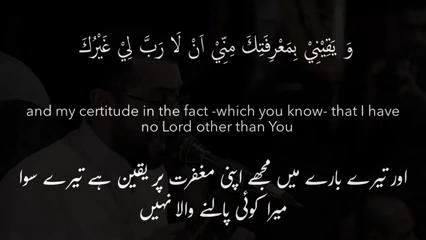 وَ يَقِيْنِيْ بِمَعْرِفَتِكَ مِنِّيْ اَنْ لَا رَبَّ لِيْ غَيْرُكَ
and my certitude in the fact -which you know- that I have
no Lord other than You
اور تیرے بارے میں مجھے اپنی مغفرت پر یقین ہے تیرے سوا
میرا کوئی پالنے والا نہیں